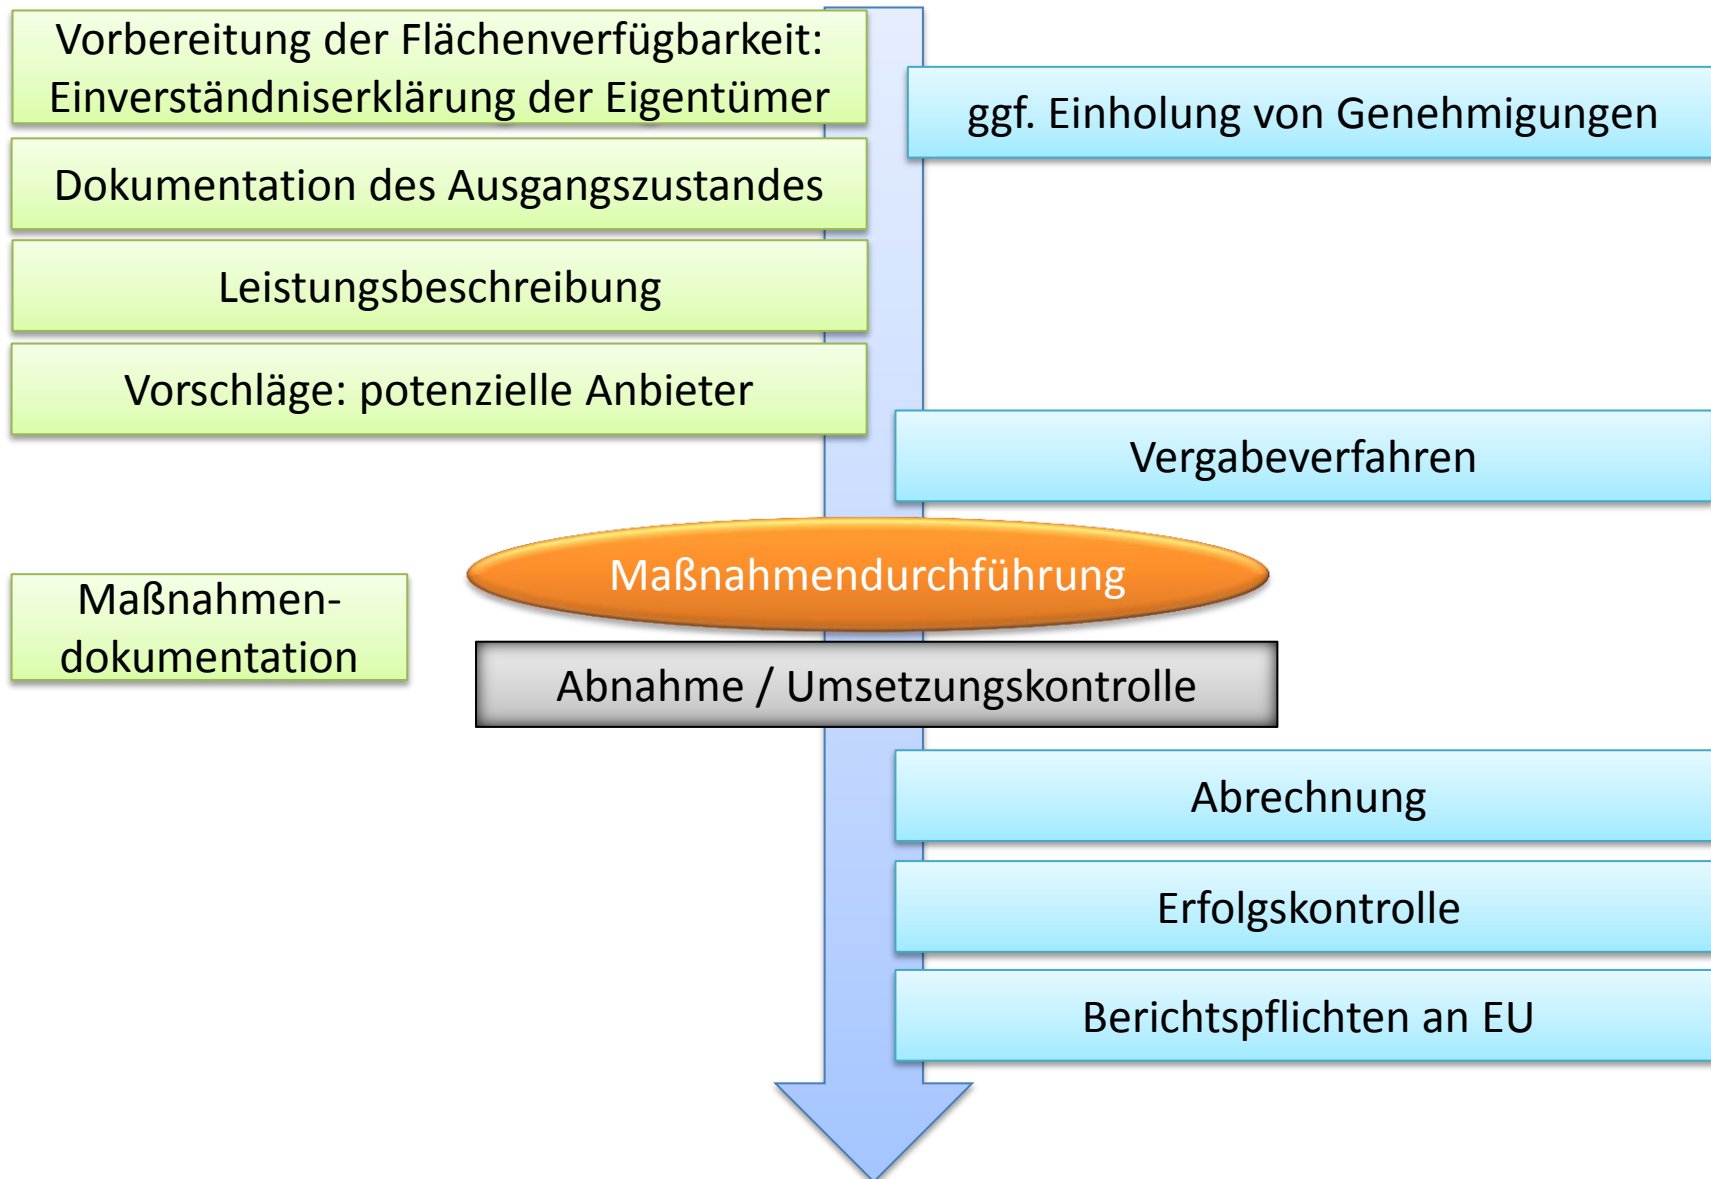 Vorbereitung der Flächenverfügbarkeit:
Einverständniserklärung der Eigentümer
ggf. Einholung von Genehmigungen
Dokumentation des Ausgangszustandes
Leistungsbeschreibung
Vorschläge: potenzielle Anbieter
Vergabeverfahren
Maßnahmendurchführung
Maßnahmen-
dokumentation
Abnahme / Umsetzungskontrolle
Abrechnung
Erfolgskontrolle
Berichtspflichten an EU